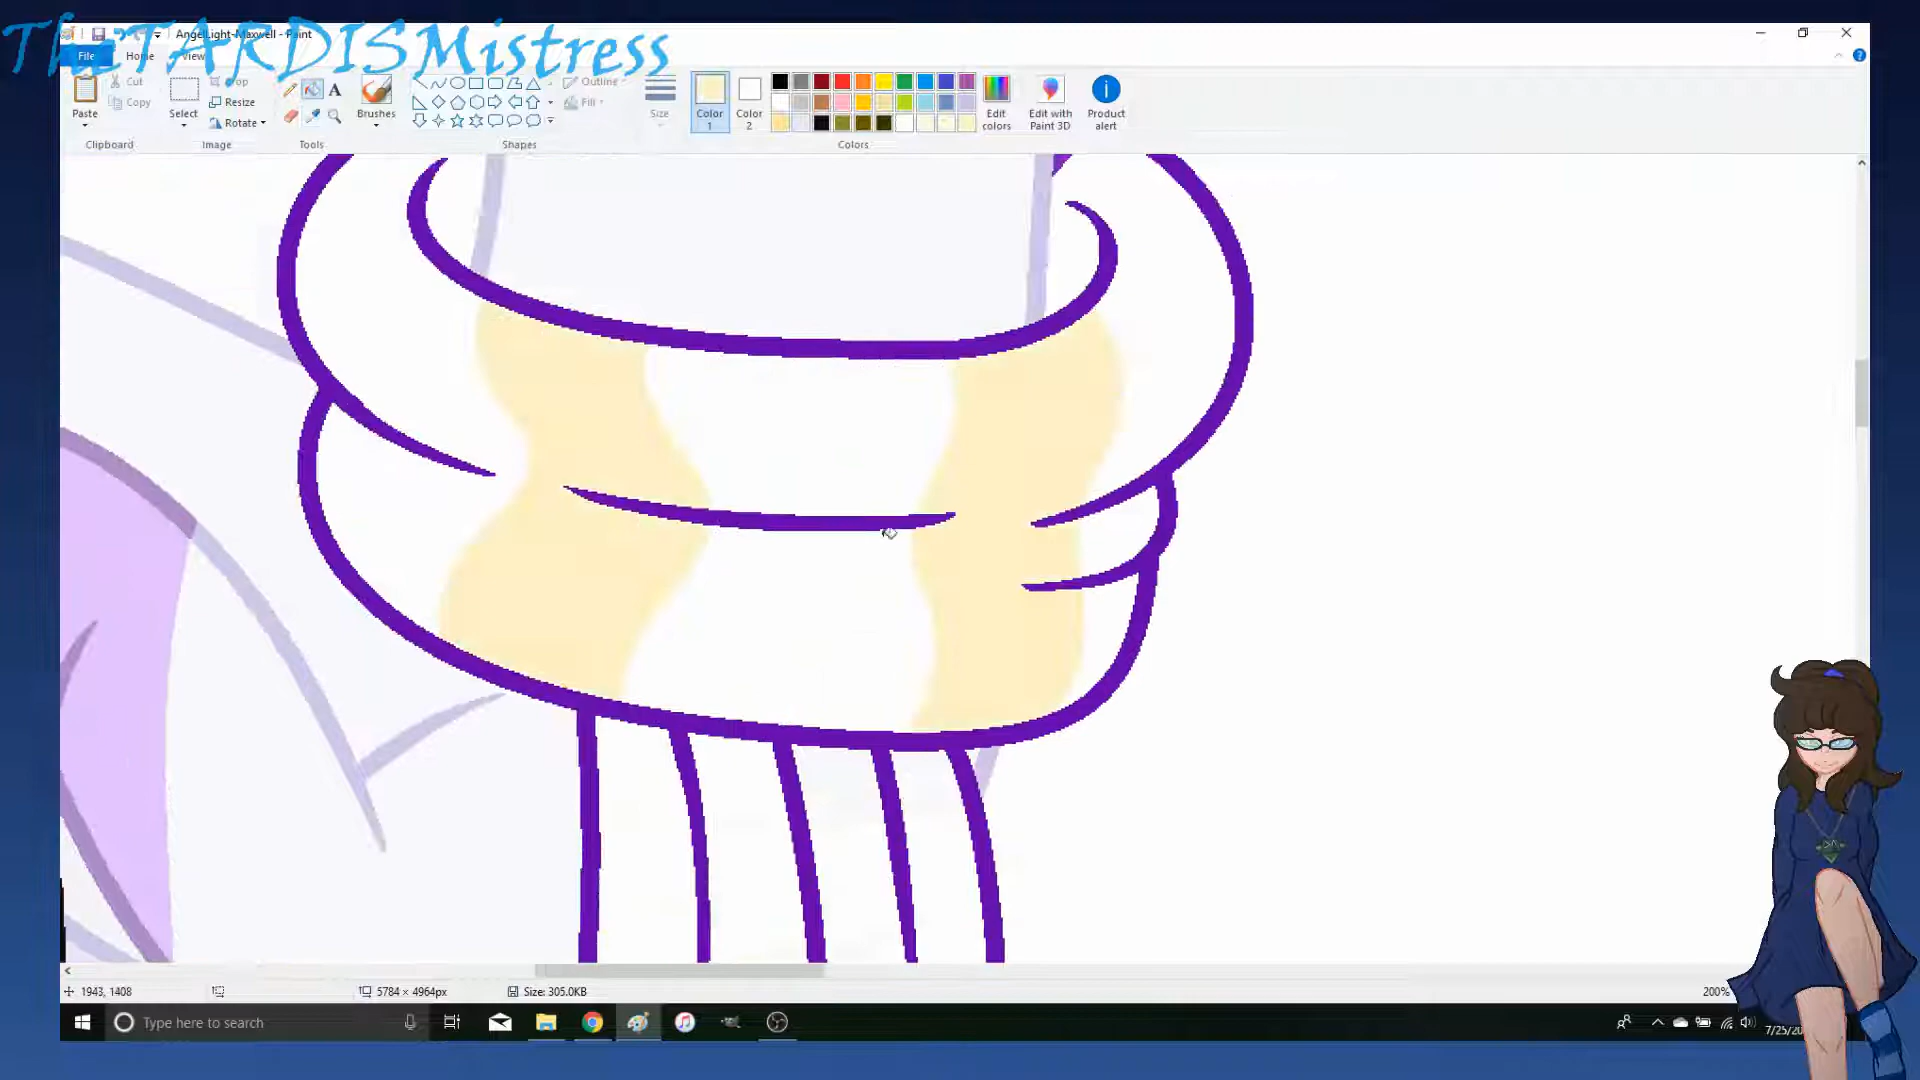 TheTARDISMistress
AngelLight-Maxwell - Paint
File Home View
Cut
Copy
Paste
Clipboard
Select
Crop
Resize
Rotate
Image
A
Tools
Brushes
Outline
Fill
Shapes
Size
Color 1
Color 2
Edit colors
Edit with Paint 3D
Product alert
Colors
1943, 1408
5784 × 4964px
Size: 305.0KB
200%
Type here to search